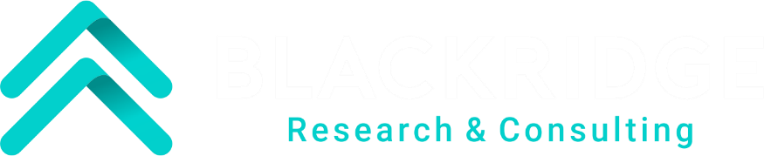 BLACKRIDGE
Research & Consulting